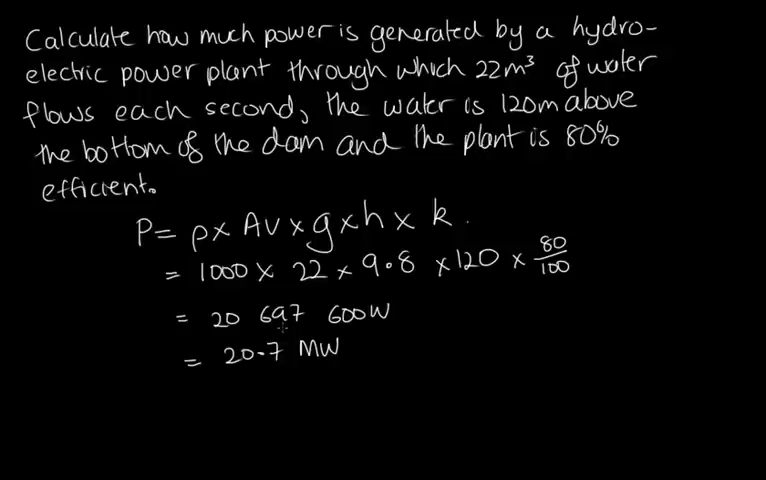 Calculate how much power is generated by a hydro-
electric power plant through which 22m³ of water
flows each second, the water is 120m above
the bottom of the dam and the plant is 80%
efficient.
P= ρ× Av × g × h × k.
= 1000 × 22 × 9.8 × 120 × 80/100
= 20 697 600W
= 20.7 MW